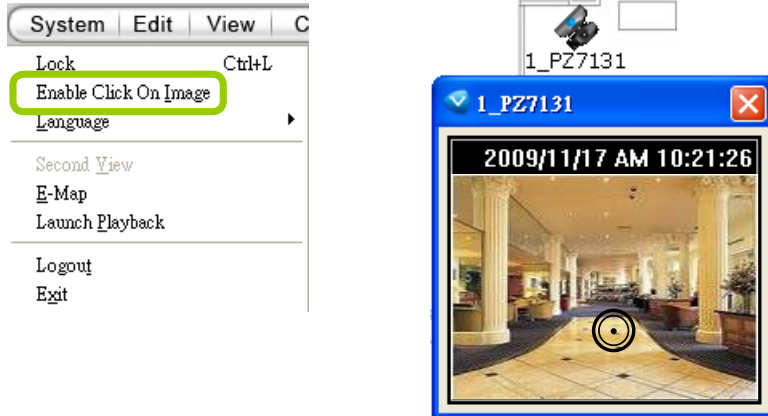 System Edit View C
Lock Ctrl+L
Enable Click On Image
Language
Second View
E-Map
Launch Playback
Logout
Exit
1_PZ7131
1_PZ7131
2009/11/17 AM 10:21:26